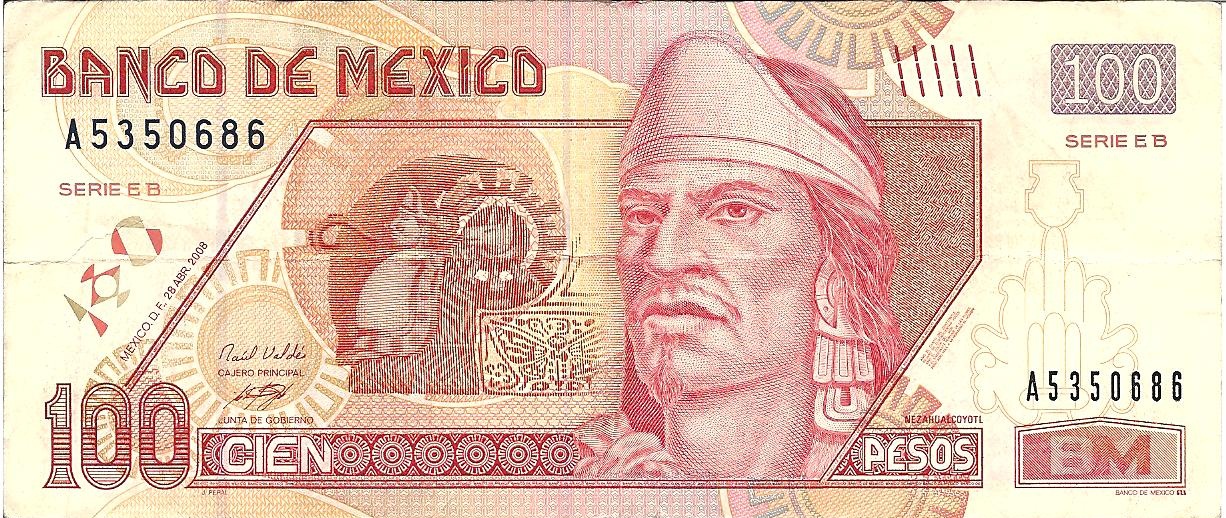 BANCO DE MEXICO
100
A5350686
SERIE E B
SERIE E B
100
MEXICO, D.F., 28 ABR. 2008
Raúl Valdés
CAJERO PRINCIPAL
JUNTA DE GOBIERNO
A5350686
NEZAHUALCOYOTL
100
CIEN
PESOS
BM
BANCO DE MEXICO